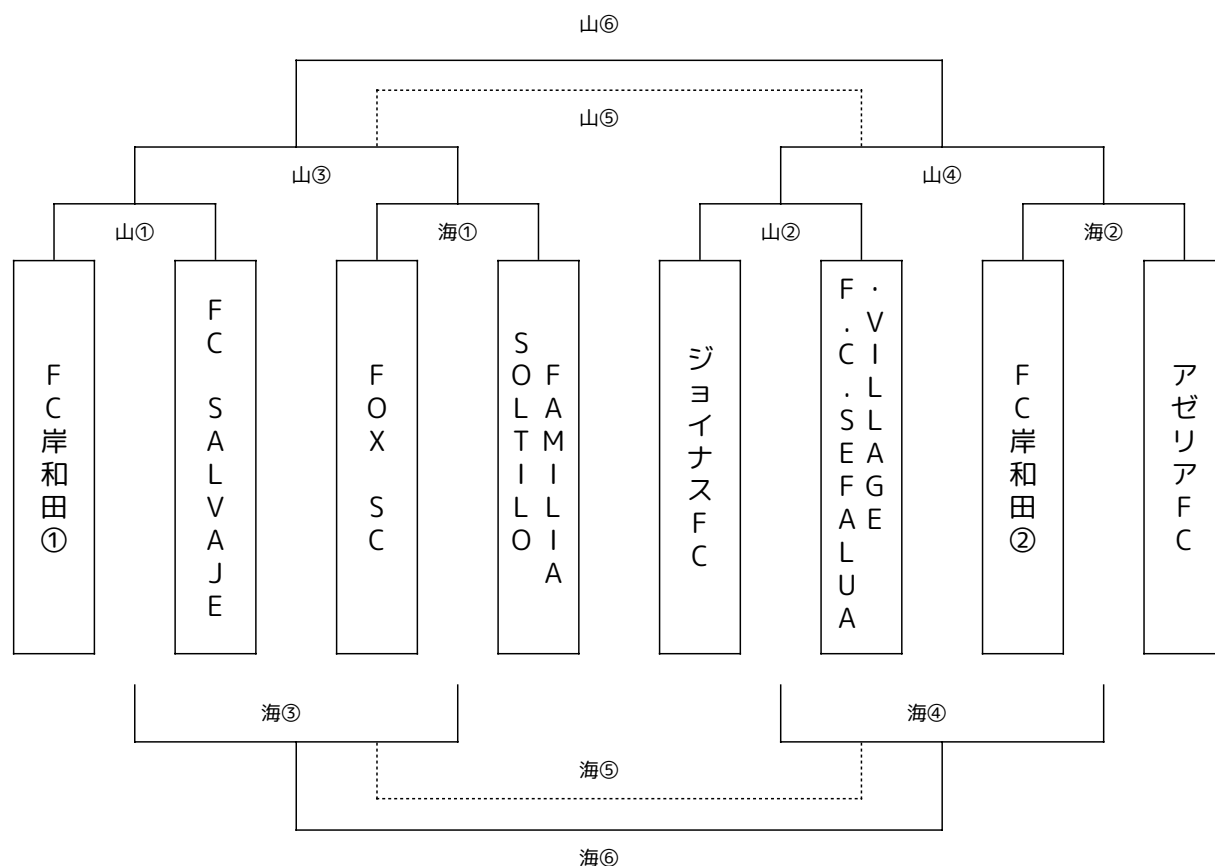 山⑥
山⑤
山③
山④
山①
海①
山②
海②
FC岸和田①
FC SALVAJE
FOX SC
SOLTILO
FAMILIA
ジョイナスFC
F.C.SEFALUA
·VILLAGE
FC岸和田②
アゼリアFC
海③
海④
海⑤
海⑥